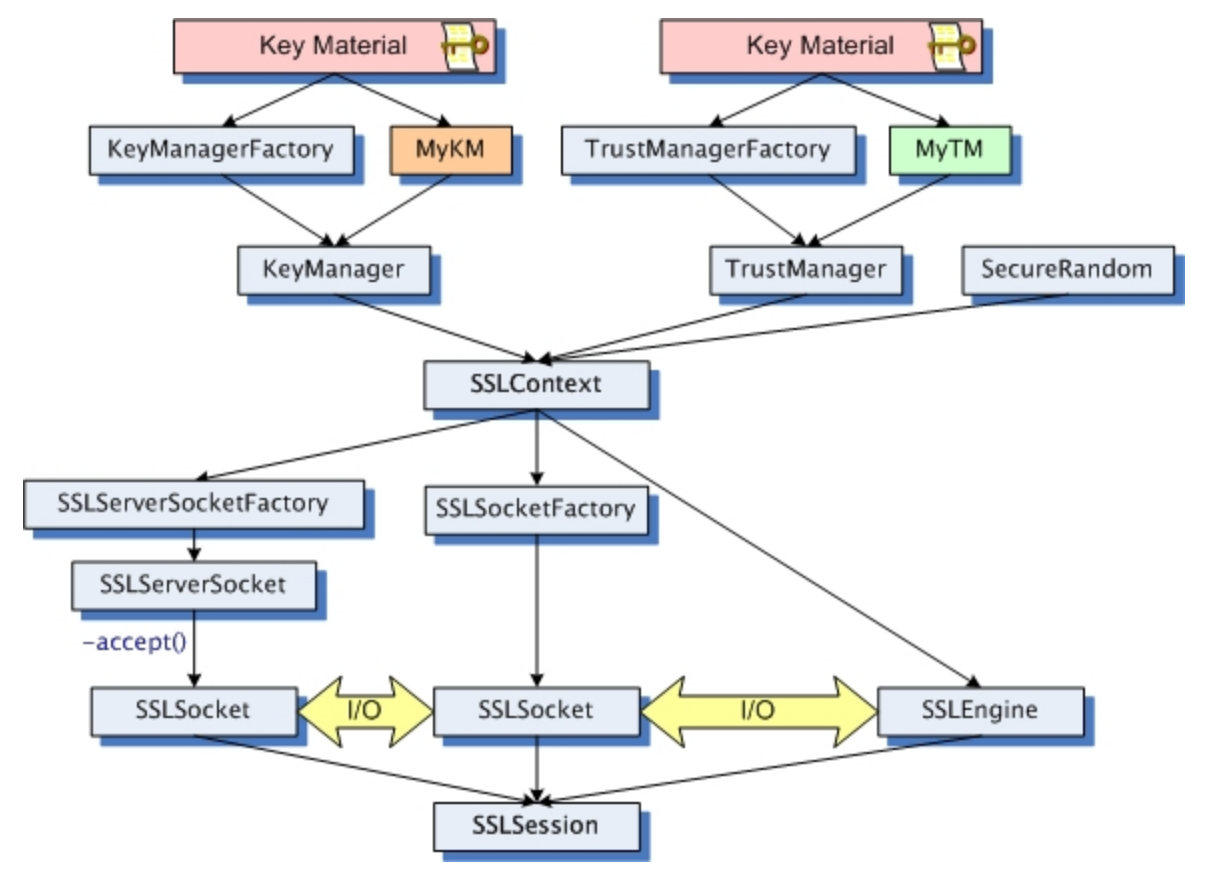 Key Material
Key Material
KeyManagerFactory
MyKM
TrustManagerFactory
MyTM
KeyManager
TrustManager
SecureRandom
SSLContext
SSLServerSocketFactory
SSLSocketFactory
SSLServerSocket
-accept()
SSLSocket
I/O
SSLSocket
I/O
SSLEngine
SSLSession